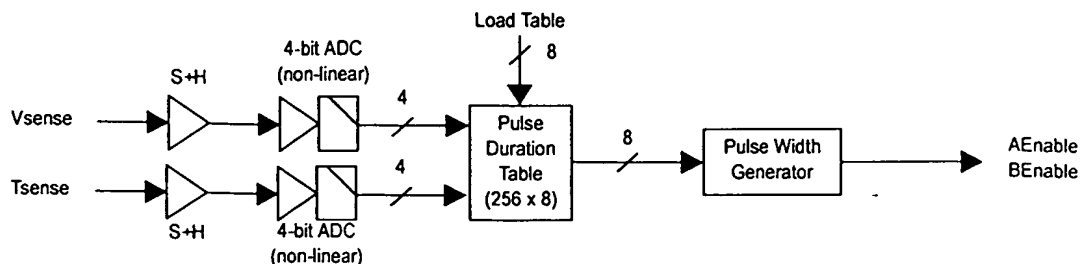 Load Table
8
4-bit ADC
(non-linear)
S+H
4
Vsense
Pulse
Duration
Table
(256 x 8)
8
Pulse Width
Generator
AEnable
BEnable
Tsense
4
S+H
4-bit ADC
(non-linear)